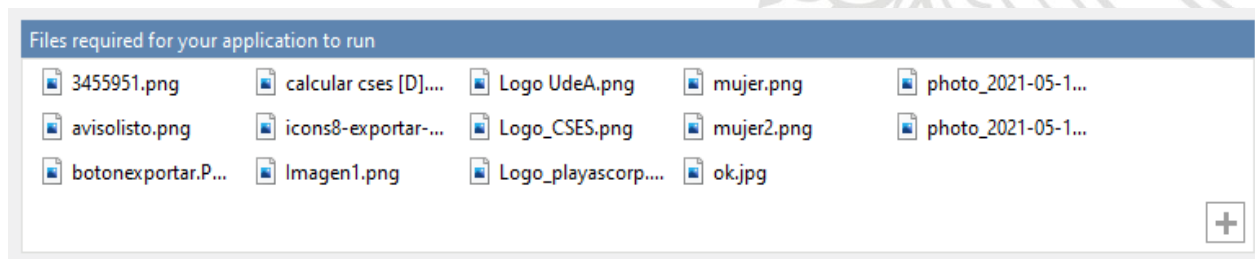 Files required for your application to run
3455951.png calcular cses [D].... Logo UdeA.png mujer.png photo_2021-05-1...
avisolisto.png icons8-exportar-... Logo_CSES.png mujer2.png photo_2021-05-1...
botonexportar.P... Imagen1.png Logo_playascorp.... ok.jpg